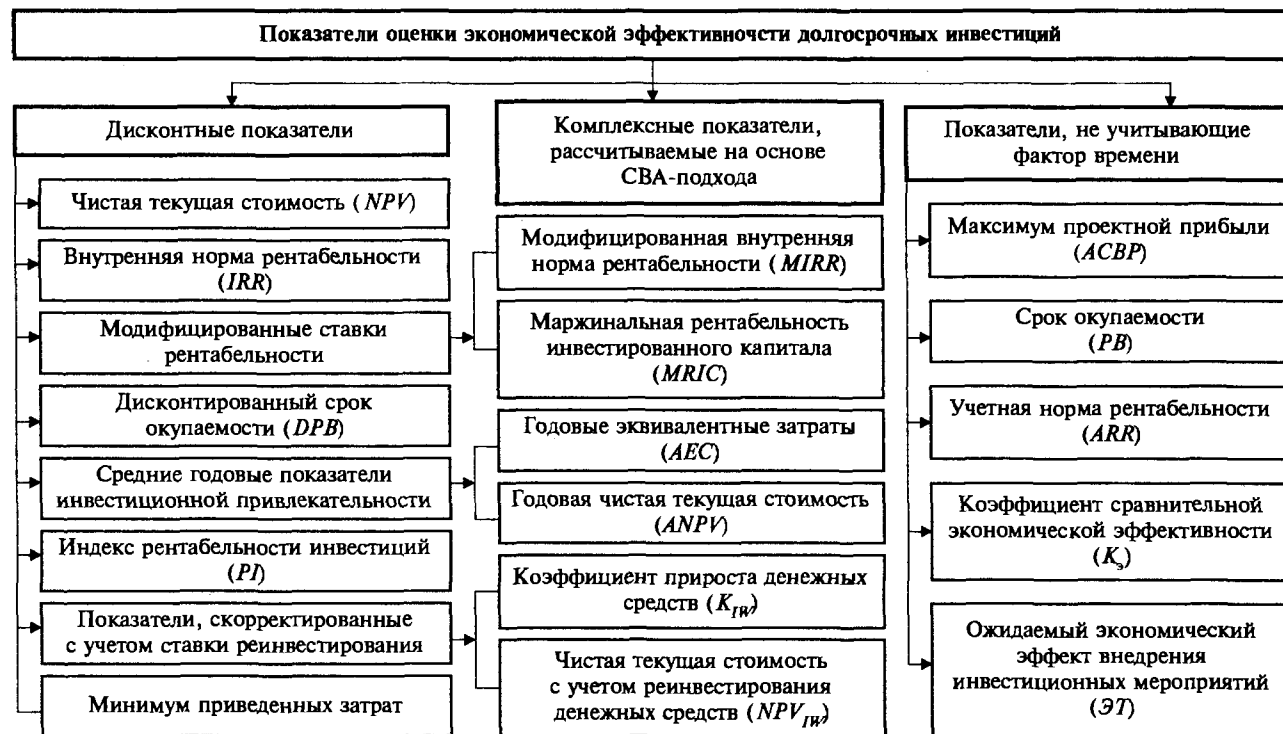 Показатели оценки экономической эффективночсти долгосрочных инвестиций
Дисконтные показатели
Чистая текущая стоимость (NPV)
Внутренняя норма рентабельности
(IRR)
Модифицированные ставки
рентабельности
Дисконтированный срок
окупаемости (DPB)
Средние годовые показатели
инвестиционной привлекательности
Индекс рентабельности инвестиций
(PI)
Показатели, скорректированные
с учетом ставки реинвестирования
Минимум приведенных затрат
Комплексные показатели,
рассчитываемые на основе
СВА-подхода
Модифицированная внутренняя
норма рентабельности (MIRR)
Маржинальная рентабельность
инвестированного капитала
(MRIC)
Годовые эквивалентные затраты
(AEC)
Годовая чистая текущая стоимость
(ANPV)
Коэффициент прироста денежных
средств (K_IW)
Чистая текущая стоимость
с учетом реинвестирования
денежных средств (NPV_IW)
Показатели, не учитывающие
фактор времени
Максимум проектной прибыли
(ACBP)
Срок окупаемости
(PB)
Учетная норма рентабельности
(ARR)
Коэффициент сравнительной
экономической эффективности
(K_э)
Ожидаемый экономический
эффект внедрения
инвестиционных мероприятий
(ЭТ)